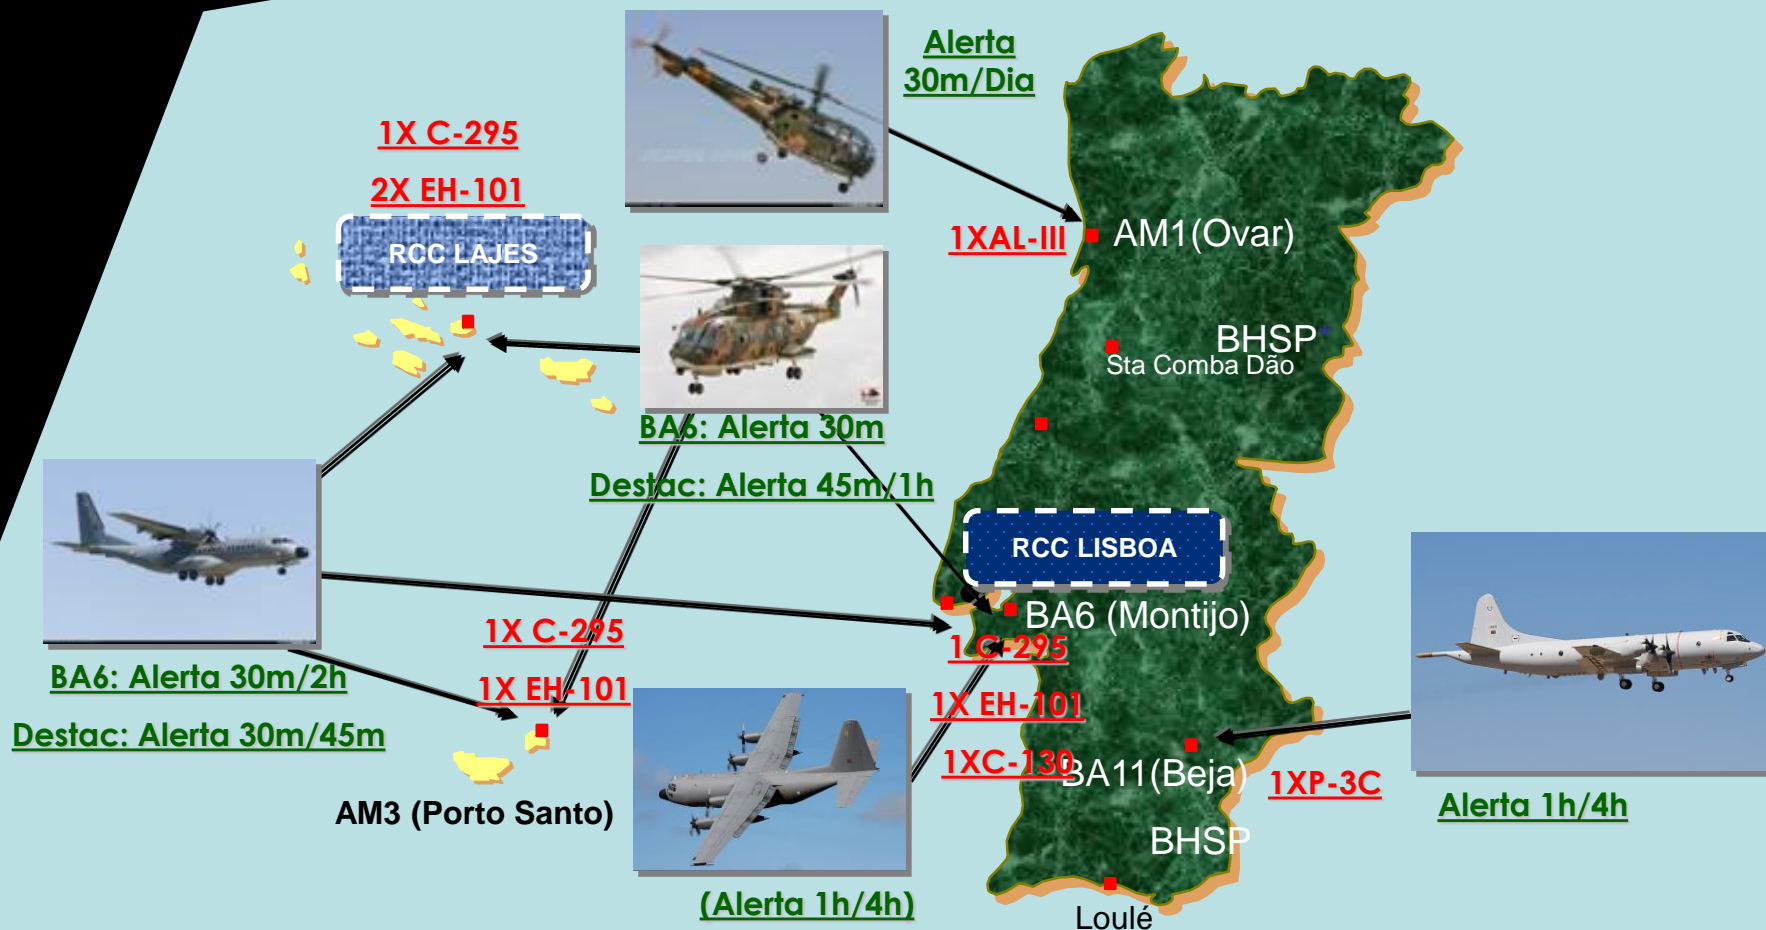 Alerta
30m/Dia
1X C-295
2X EH-101
RCC LAJES
1XAL-III
AM1(Ovar)
BHSP*
Sta Comba Dão
BA6: Alerta 30m
Destac: Alerta 45m/1h
RCC LISBOA
BA6 (Montijo)
1 C-295
1X EH-101
1XC-130
1X C-295
1X EH-101
BA6: Alerta 30m/2h
Destac: Alerta 30m/45m
AM3 (Porto Santo)
BA11(Beja)
1XP-3C
Alerta 1h/4h
BHSP
(Alerta 1h/4h)
Loulé